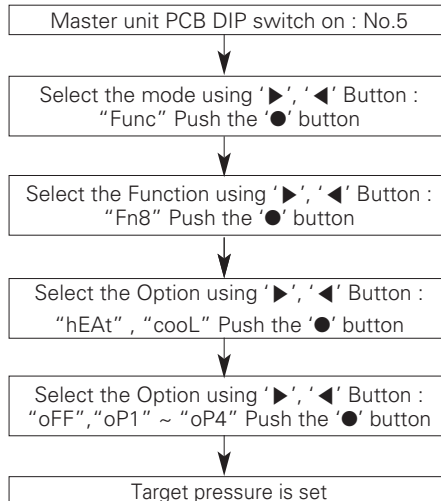 Master unit PCB DIP switch on : No.5
Select the mode using ‘▶’, ‘◀’ Button :
“Func” Push the ‘●’ button
Select the Function using ‘▶’, ‘◀’ Button :
“Fn8” Push the ‘●’ button
Select the Option using ‘▶’, ‘◀’ Button :
“hEAt” , “cooL” Push the ‘●’ button
Select the Option using ‘▶’, ‘◀’ Button :
“oFF”,“oP1” ~ “oP4” Push the ‘●’ button
Target pressure is set